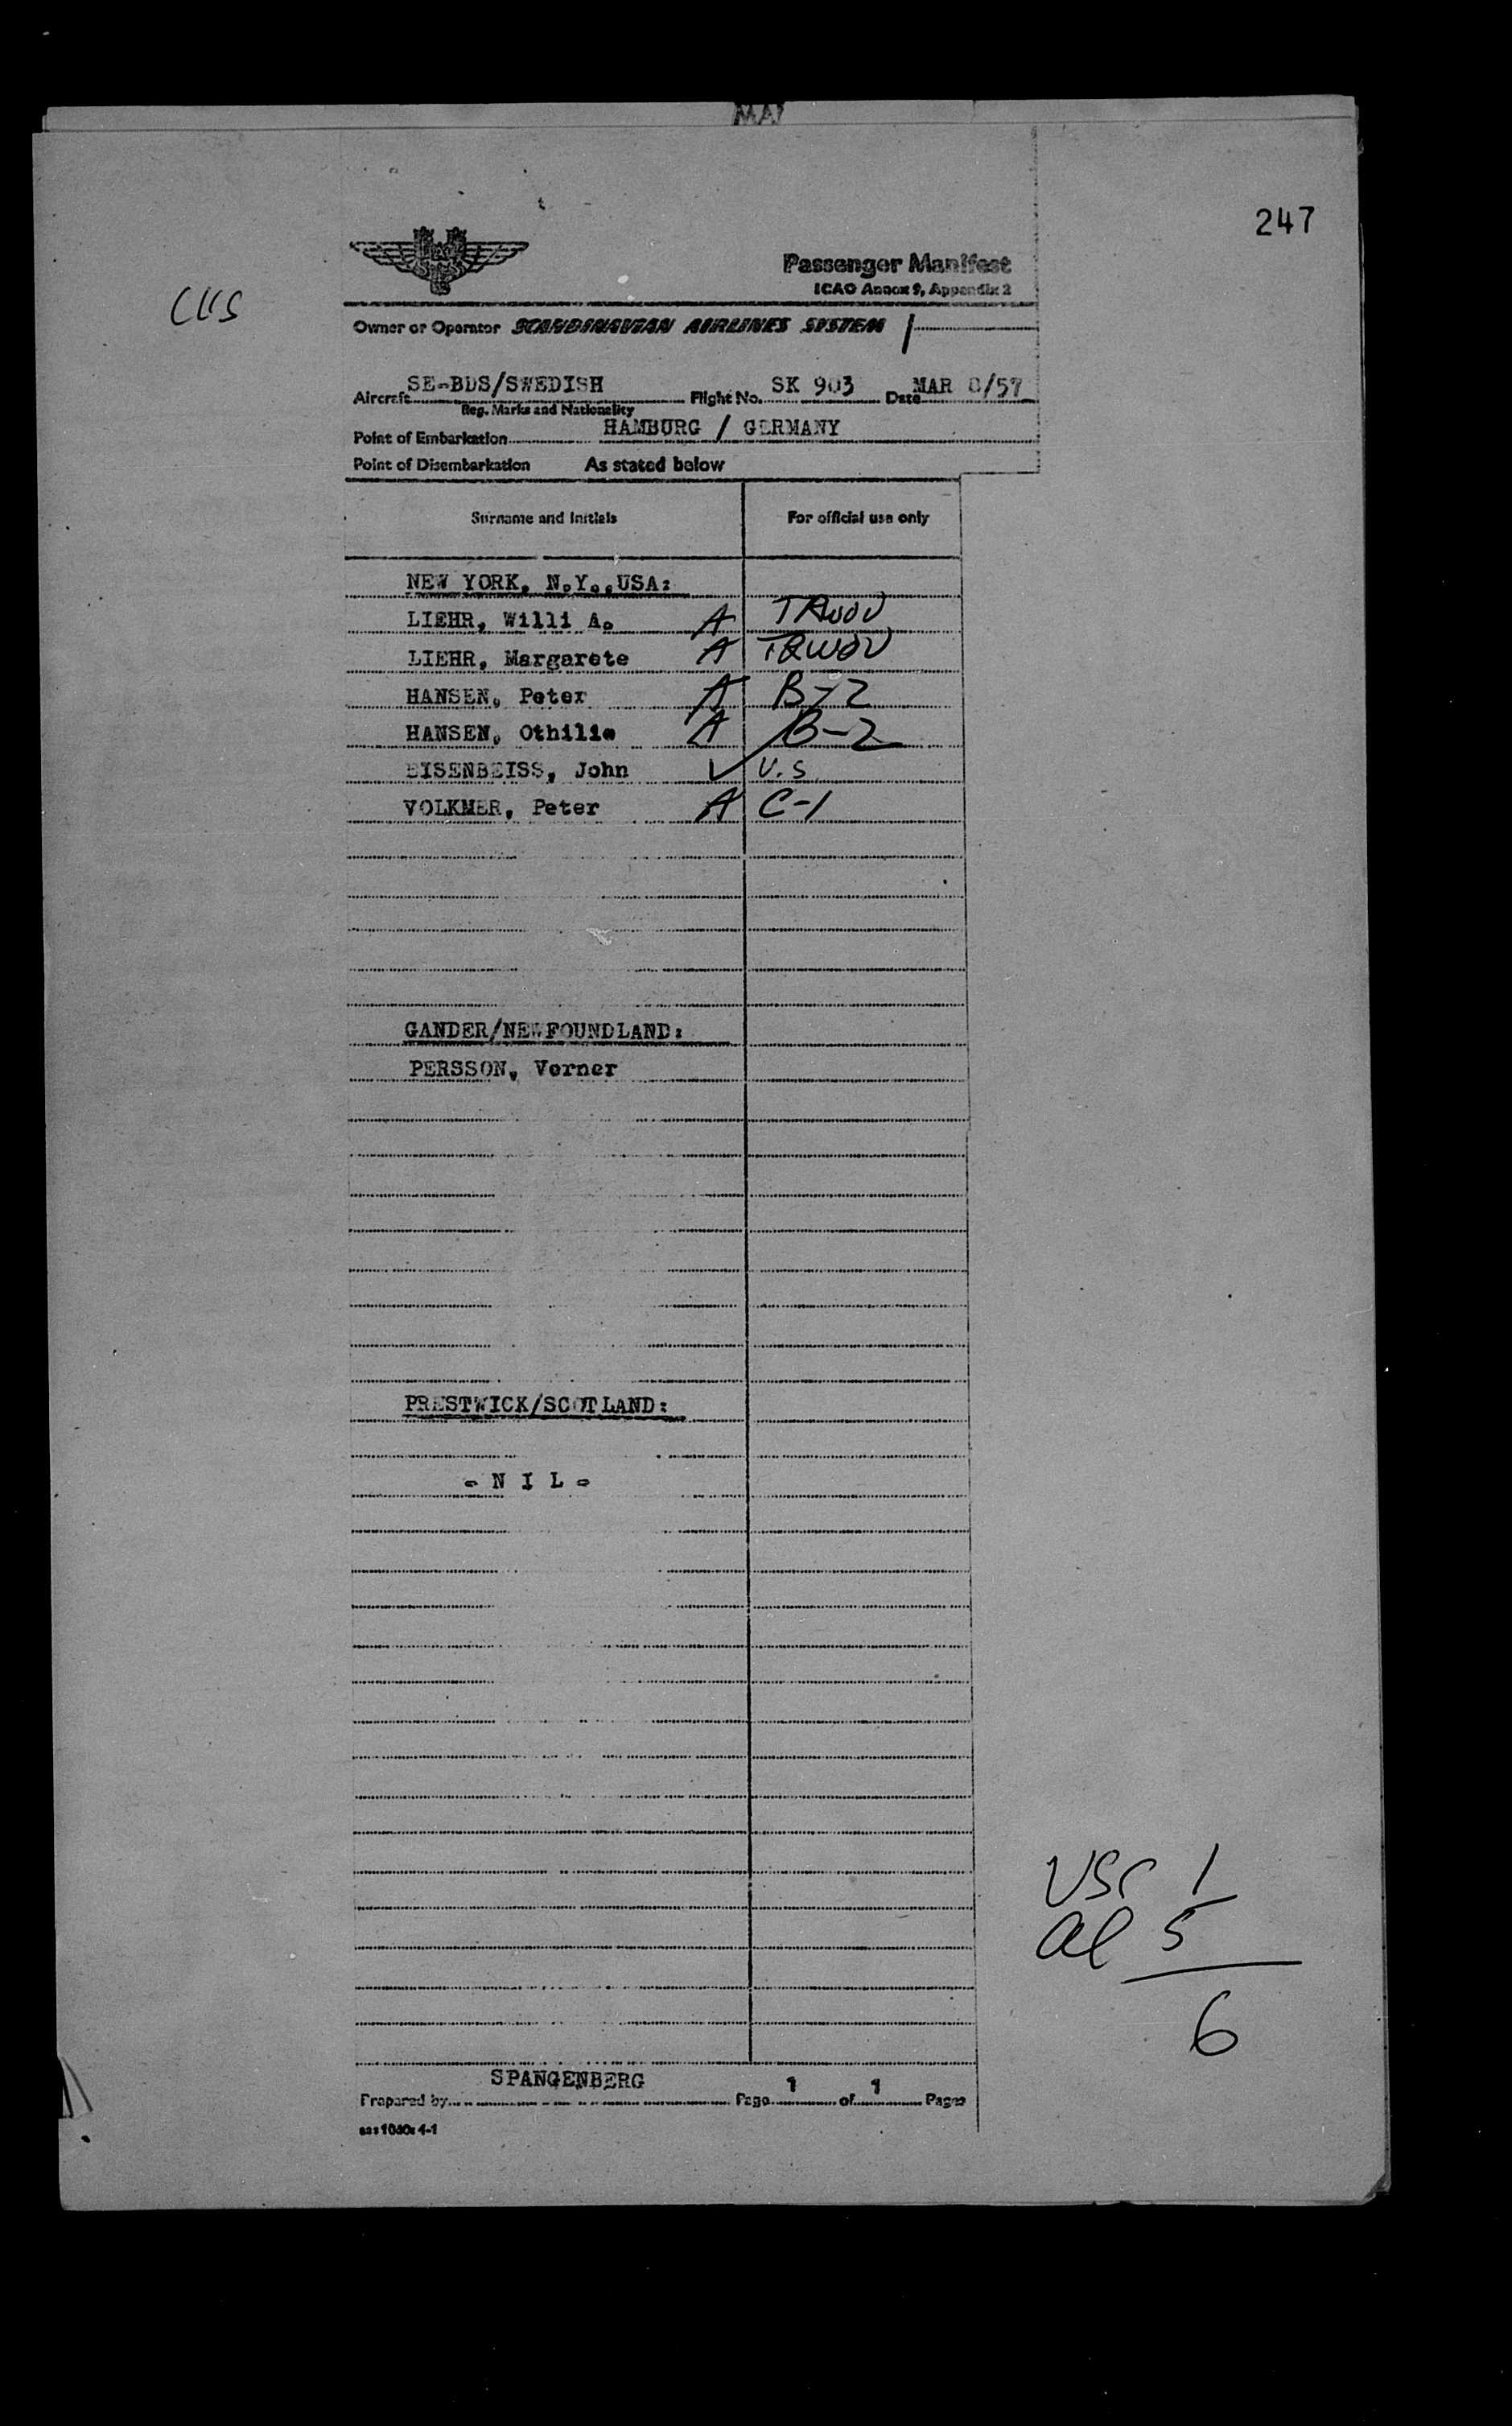 247
Passenger Manifest
ICAO Annex 9, Appendix 2
Owner or Operator SCANDINAVIAN AIRLINES SYSTEM
Aircraft SE-BDS/SWEDISH Flight No. SK 903 Date MAR 8/57
Reg. Marks and Nationality
Point of Embarkation HAMBURG / GERMANY
Point of Disembarkation As stated below
Surname and Initials For official use only
NEW YORK, N.Y.,USA:
LIEHR, Willi A. A TRWOV
LIEHR, Margarete A TRWOV
HANSEN, Peter A B-2
HANSEN, Othilie A B-2
EISENBEISS, John ✓ U.S
VOLKMER, Peter A C-1
GANDER/NEWFOUNDLAND:
PERSSON, Verner
PRESTWICK/SCOTLAND:
- N I L -
USC 1
al 5
6
SPANGENBERG
Prepared by Page 1 of 1 Pages